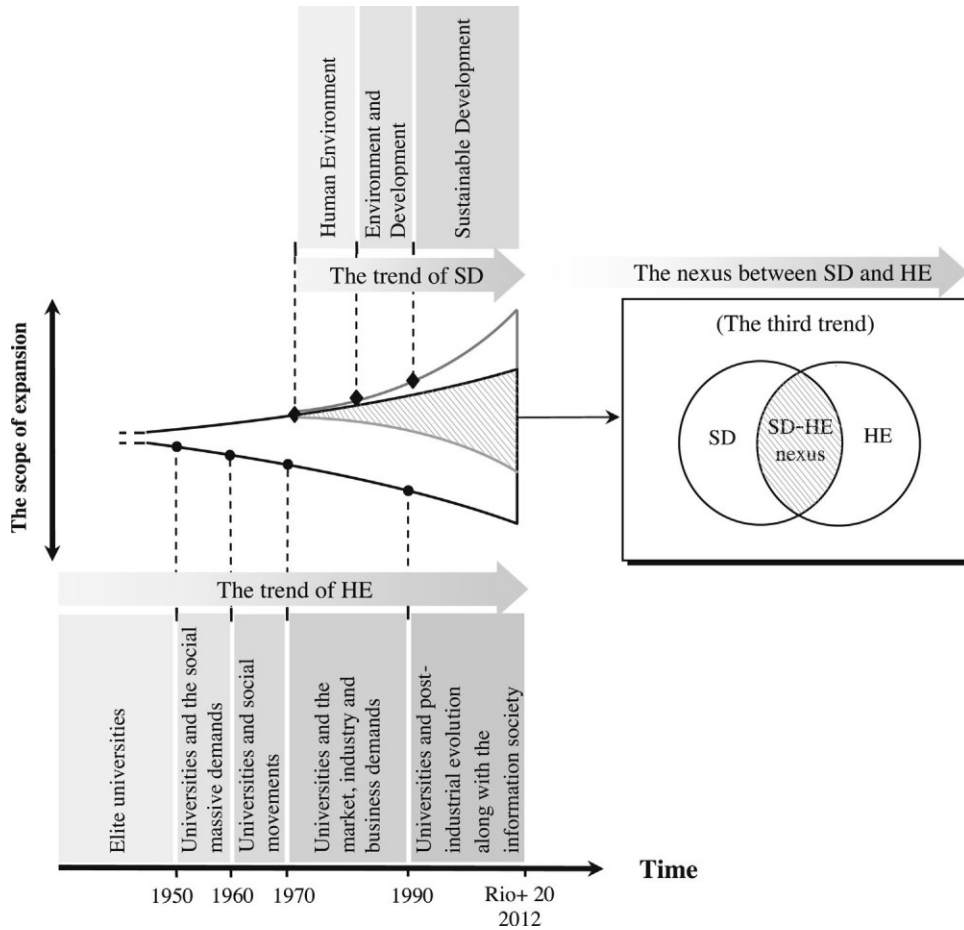 Human Environment
Environment and
Development
Sustainable Development
The trend of SD
The nexus between SD and HE
The scope of expansion
(The third trend)
SD
SD-HE
nexus
HE
The trend of HE
Elite universities
Universities and the social
massive demands
Universities and social
movements
Universities and the
market, industry and
business demands
Universities and post-
industrial evolution
along with the
information society
Time
1950
1960
1970
1990
Rio+ 20
2012